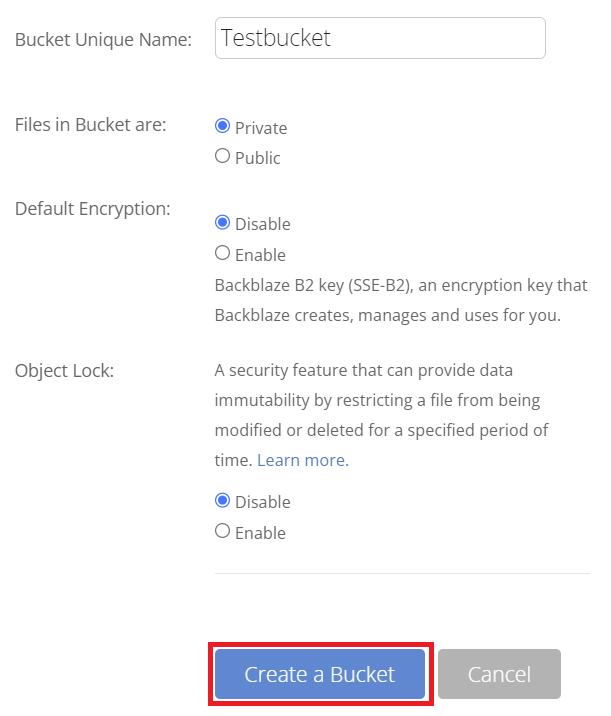 Bucket Unique Name: Testbucket
Files in Bucket are: Private
Public
Default Encryption: Disable
Enable
Backblaze B2 key (SSE-B2), an encryption key that
Backblaze creates, manages and uses for you.
Object Lock: A security feature that can provide data
immutability by restricting a file from being
modified or deleted for a specified period of
time. Learn more.
Disable
Enable
Create a Bucket Cancel